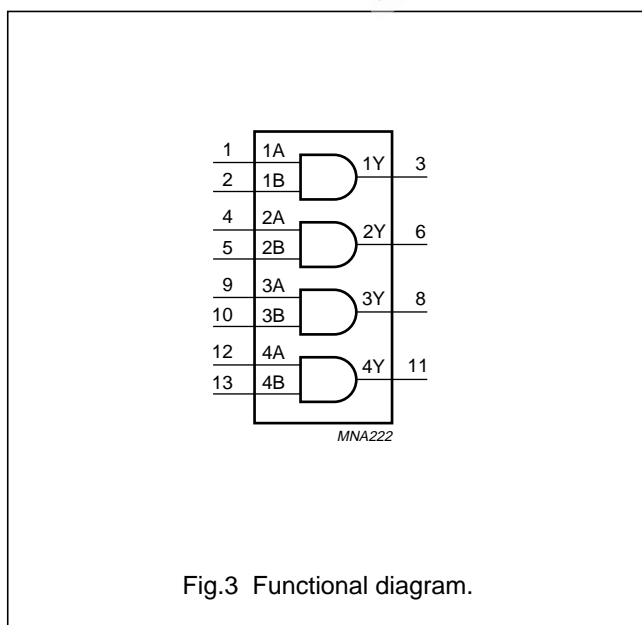 1 1A 1Y 3
2 1B
4 2A 2Y 6
5 2B
9 3A 3Y 8
10 3B
12 4A 4Y 11
13 4B
MNA222
Fig.3 Functional diagram.